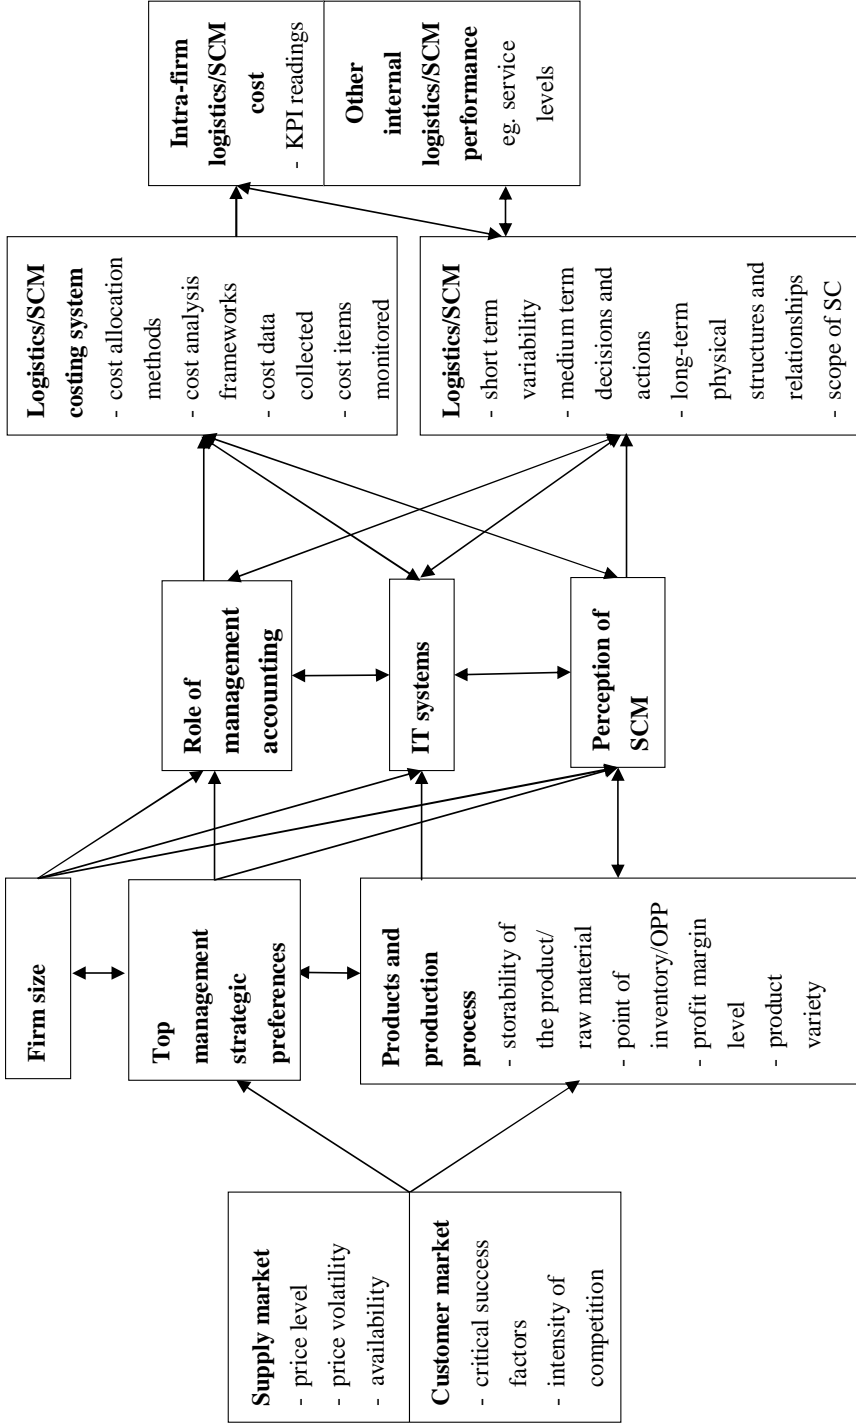 Supply market
- price level
- price volatility
- availability
Customer market
- critical success
factors
- intensity of
competition
Firm size
Top
management
strategic
preferences
Products and
production
process
- storability of
the product/
raw material
- point of
inventory/OPP
- profit margin
level
- product
variety
Role of
management
accounting
IT systems
Perception of
SCM
Logistics/SCM
costing system
- cost allocation
methods
- cost analysis
frameworks
- cost data
collected
- cost items
monitored
Logistics/SCM
- short term
variability
- medium term
decisions and
actions
- long-term
physical
structures and
relationships
- scope of SC
Intra-firm
logistics/SCM
cost
- KPI readings
Other
internal
logistics/SCM
performance
eg. service
levels